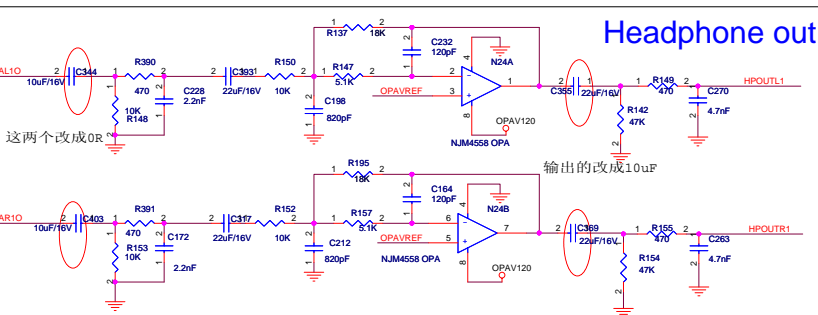 Headphone out
R137
18K
C232
120pF
N24A
AL1O
C344
10uF/16V
R390
470
C393
22uF/16V
R150
10K
R147
5.1K
OPAVREF
C228
2.2nF
10K
R148
C198
820pF
OPAV120
NJM4558 OPA
C355
22uF/16V
R149
470
HPOUTL1
R142
47K
C270
4.7nF
这两个改成0R
输出的改成10uF
R195
18K
C164
120pF
N24B
AR1O
C403
10uF/16V
R391
470
C317
22uF/16V
R152
10K
R157
5.1K
OPAVREF
R153
10K
C172
2.2nF
C212
820pF
NJM4558 OPA
OPAV120
C369
22uF/16V
R155
470
HPOUTR1
R154
47K
C263
4.7nF